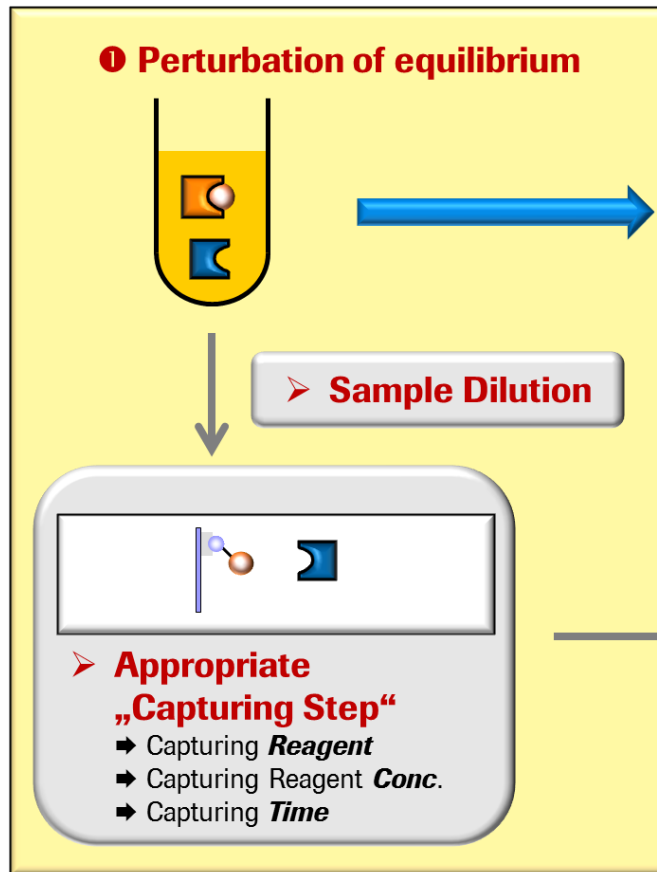 ❶ Perturbation of equilibrium
➢ Sample Dilution
➢ Appropriate
„Capturing Step“
➡ Capturing Reagent
➡ Capturing Reagent Conc.
➡ Capturing Time